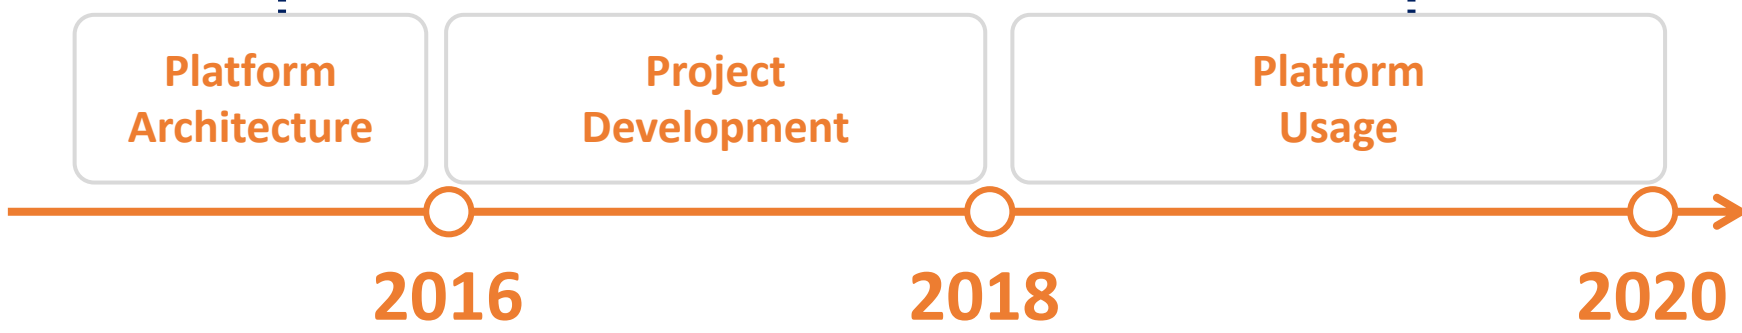 Platform
Architecture
Project
Development
Platform
Usage
2016
2018
2020